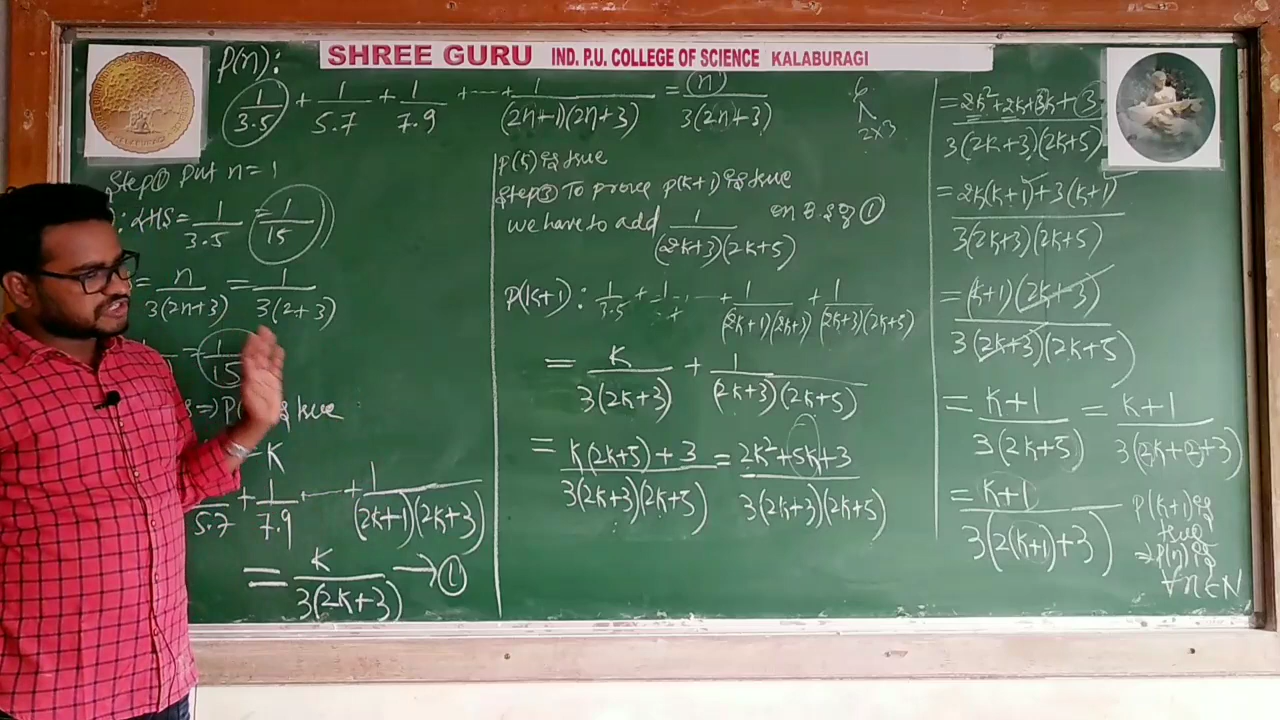 SHREE GURU IND. P.U. COLLEGE OF SCIENCE KALABURAGI
P(n):
1/3.5 + 1/5.7 + 1/7.9 + ---- + 1/(2n+1)(2n+3) = n/3(2n+3)
6
2x3
Step① put n = 1
: LHS = 1/3.5 = 1/15
= n/3(2n+3) = 1/3(2+3)
= 1/15
⇒ P( is true
= K
5.7 + 1/7.9 ---- + 1/(2K+1)(2K+3)
= K/3(2K+3) → ①
is true
Step③ To prove P(K+1) is true
we have to add 1/(2K+3)(2K+5) on B.S of ①
P(K+1): 1/3.5 + ---- + 1/(2K+1)(2K+3) + 1/(2K+3)(2K+5)
= K/3(2K+3) + 1/(2K+3)(2K+5)
= K(2K+5)+3/3(2K+3)(2K+5) = 2K²+5K+3/3(2K+3)(2K+5)
= 2K²+2K+3K+3/3(2K+3)(2K+5)
= 2K(K+1)+3(K+1)/3(2K+3)(2K+5)
= (K+1)(2K+3)/3(2K+3)(2K+5)
= K+1/3(2K+5) = K+1/3(2K+2+3)
= K+1/3(2(K+1)+3)
P(K+1) is
true
⇒ P(n) is
∀ n∈N